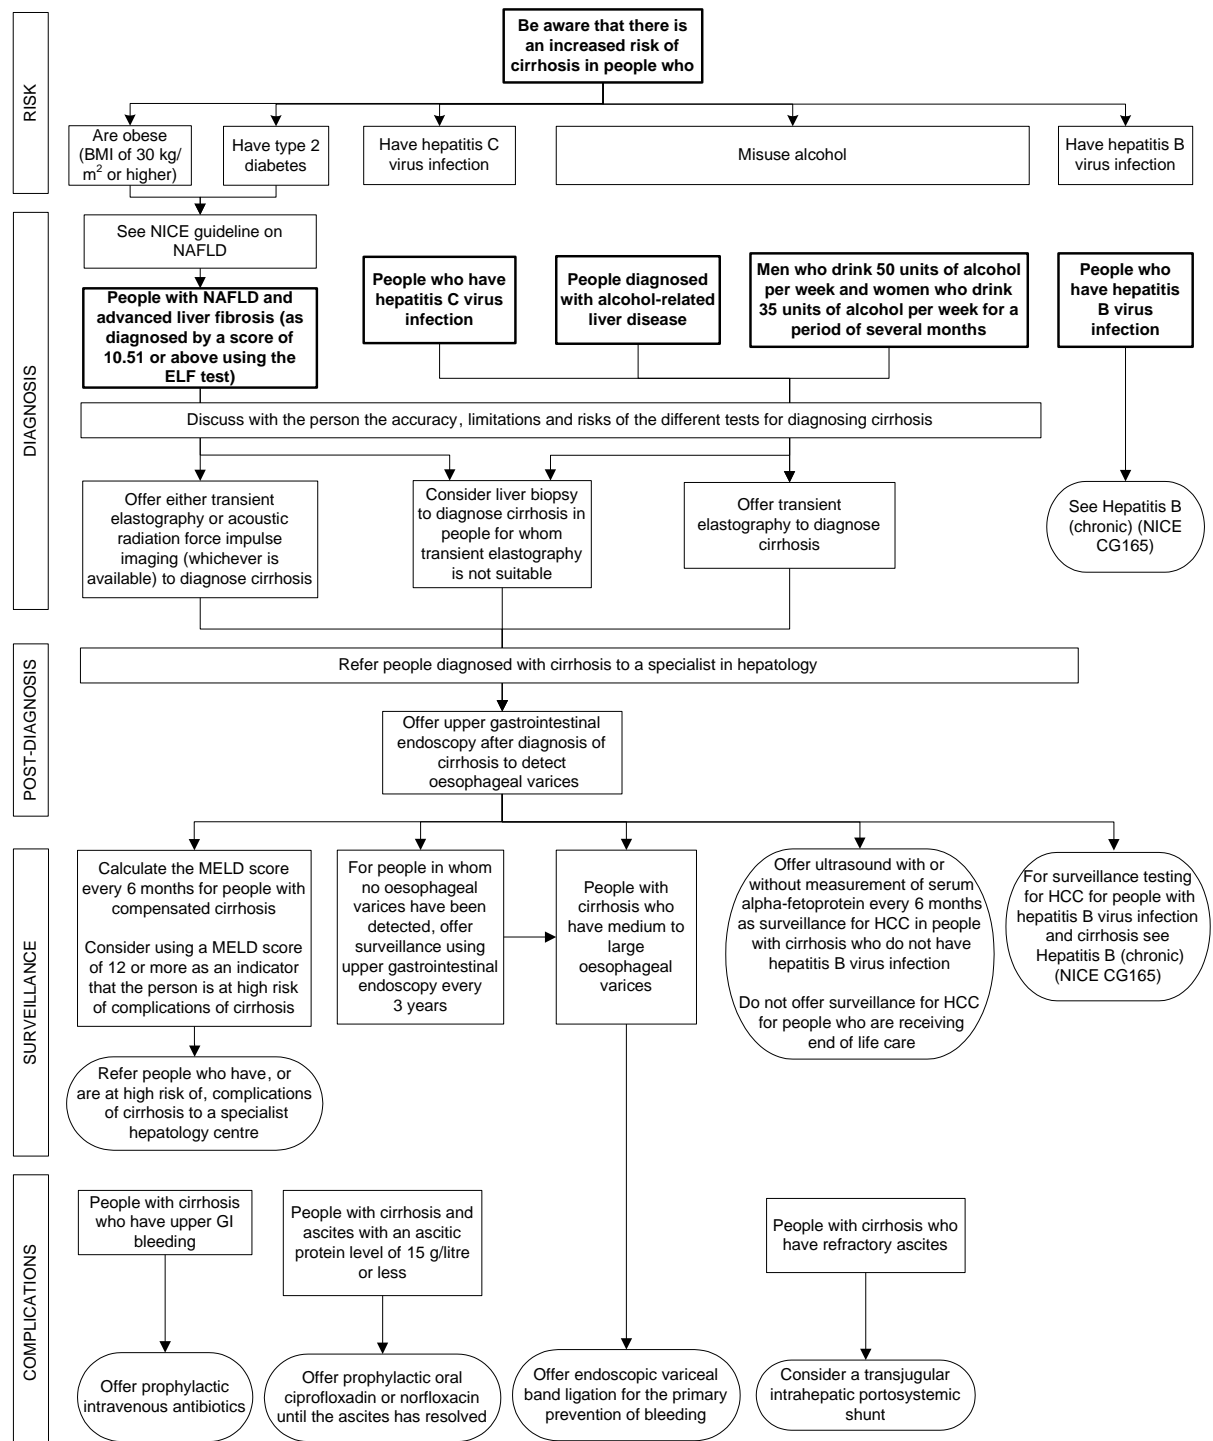 Be aware that there is
an increased risk of
cirrhosis in people who
RISK
Are obese
(BMI of 30 kg/
m² or higher)
Have type 2
diabetes
Have hepatitis C
virus infection
Misuse alcohol
Have hepatitis B
virus infection
DIAGNOSIS
See NICE guideline on
NAFLD
People with NAFLD and
advanced liver fibrosis (as
diagnosed by a score of
10.51 or above using the
ELF test)
People who have
hepatitis C virus
infection
People diagnosed
with alcohol-related
liver disease
Men who drink 50 units of alcohol
per week and women who drink
35 units of alcohol per week for a
period of several months
People who
have hepatitis
B virus
infection
Discuss with the person the accuracy, limitations and risks of the different tests for diagnosing cirrhosis
Offer either transient
elastography or acoustic
radiation force impulse
imaging (whichever is
available) to diagnose cirrhosis
Consider liver biopsy
to diagnose cirrhosis in
people for whom
transient elastography
is not suitable
Offer transient
elastography to diagnose
cirrhosis
See Hepatitis B
(chronic) (NICE
CG165)
POST-DIAGNOSIS
Refer people diagnosed with cirrhosis to a specialist in hepatology
Offer upper gastrointestinal
endoscopy after diagnosis of
cirrhosis to detect
oesophageal varices
SURVEILLANCE
Calculate the MELD score
every 6 months for people with
compensated cirrhosis
Consider using a MELD score
of 12 or more as an indicator
that the person is at high risk
of complications of cirrhosis
For people in whom
no oesophageal
varices have been
detected, offer
surveillance using
upper gastrointestinal
endoscopy every
3 years
People with
cirrhosis who
have medium to
large
oesophageal
varices
Offer ultrasound with or
without measurement of serum
alpha-fetoprotein every 6 months
as surveillance for HCC in people
with cirrhosis who do not have
hepatitis B virus infection
Do not offer surveillance for HCC
for people who are receiving
end of life care
For surveillance testing
for HCC for people with
hepatitis B virus infection
and cirrhosis see
Hepatitis B (chronic)
(NICE CG165)
Refer people who have, or
are at high risk of, complications
of cirrhosis to a specialist
hepatology centre
COMPLICATIONS
People with cirrhosis
who have upper GI
bleeding
People with cirrhosis and
ascites with an ascitic
protein level of 15 g/litre
or less
People with cirrhosis who
have refractory ascites
Offer prophylactic
intravenous antibiotics
Offer prophylactic oral
ciprofloxadin or norfloxacin
until the ascites has resolved
Offer endoscopic variceal
band ligation for the primary
prevention of bleeding
Consider a transjugular
intrahepatic portosystemic
shunt